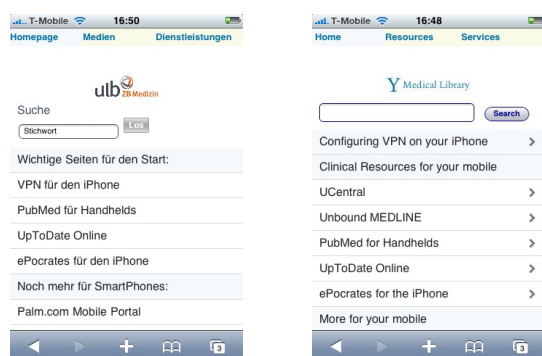 T-Mobile 16:50
Homepage Medien Dienstleistungen
ulb ZB Medizin
Suche
Stichwort Los
Wichtige Seiten für den Start:
VPN für den iPhone
PubMed für Handhelds
UpToDate Online
ePocrates für den iPhone
Noch mehr für SmartPhones:
Palm.com Mobile Portal
3
T-Mobile 16:48
Home Resources Services
Y Medical Library
Search
Configuring VPN on your iPhone
Clinical Resources for your mobile
UCentral
Unbound MEDLINE
PubMed for Handhelds
UpToDate Online
ePocrates for the iPhone
More for your mobile
3